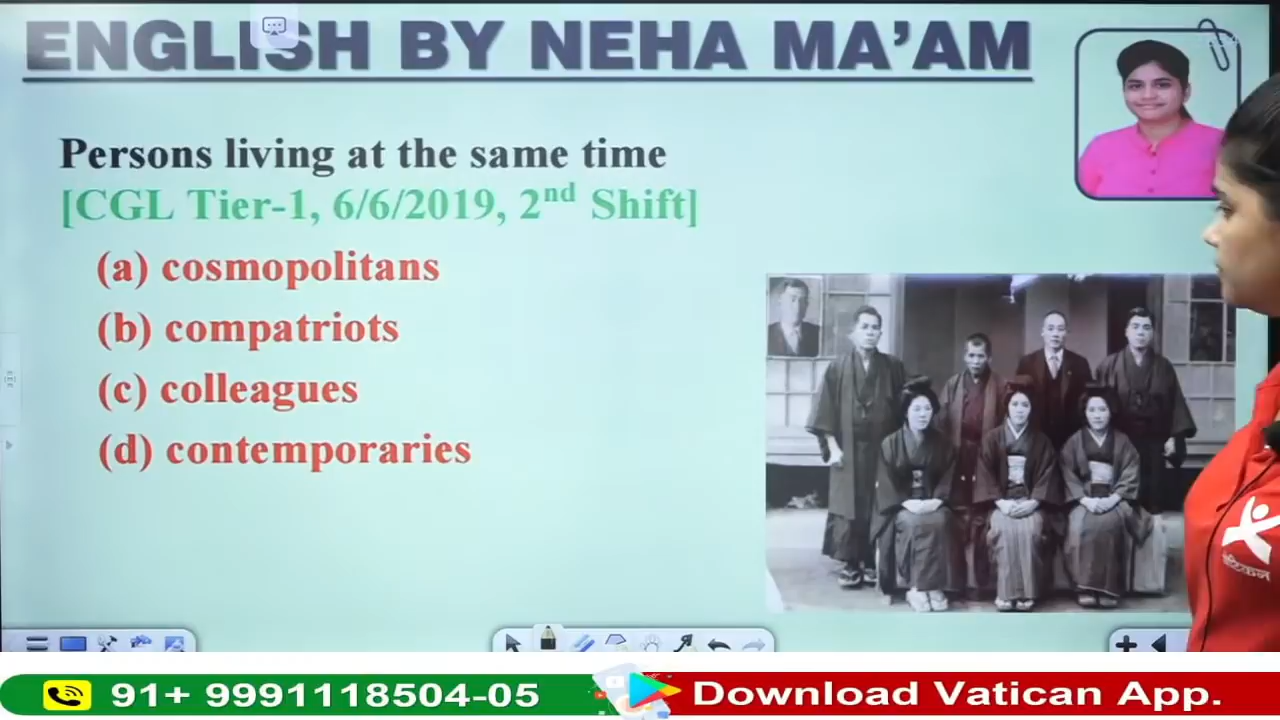 ENGLISH BY NEHA MA'AM
Persons living at the same time
[CGL Tier-1, 6/6/2019, 2nd Shift]
(a) cosmopolitans
(b) compatriots
(c) colleagues
(d) contemporaries
91+ 9991118504-05
Download Vatican App.